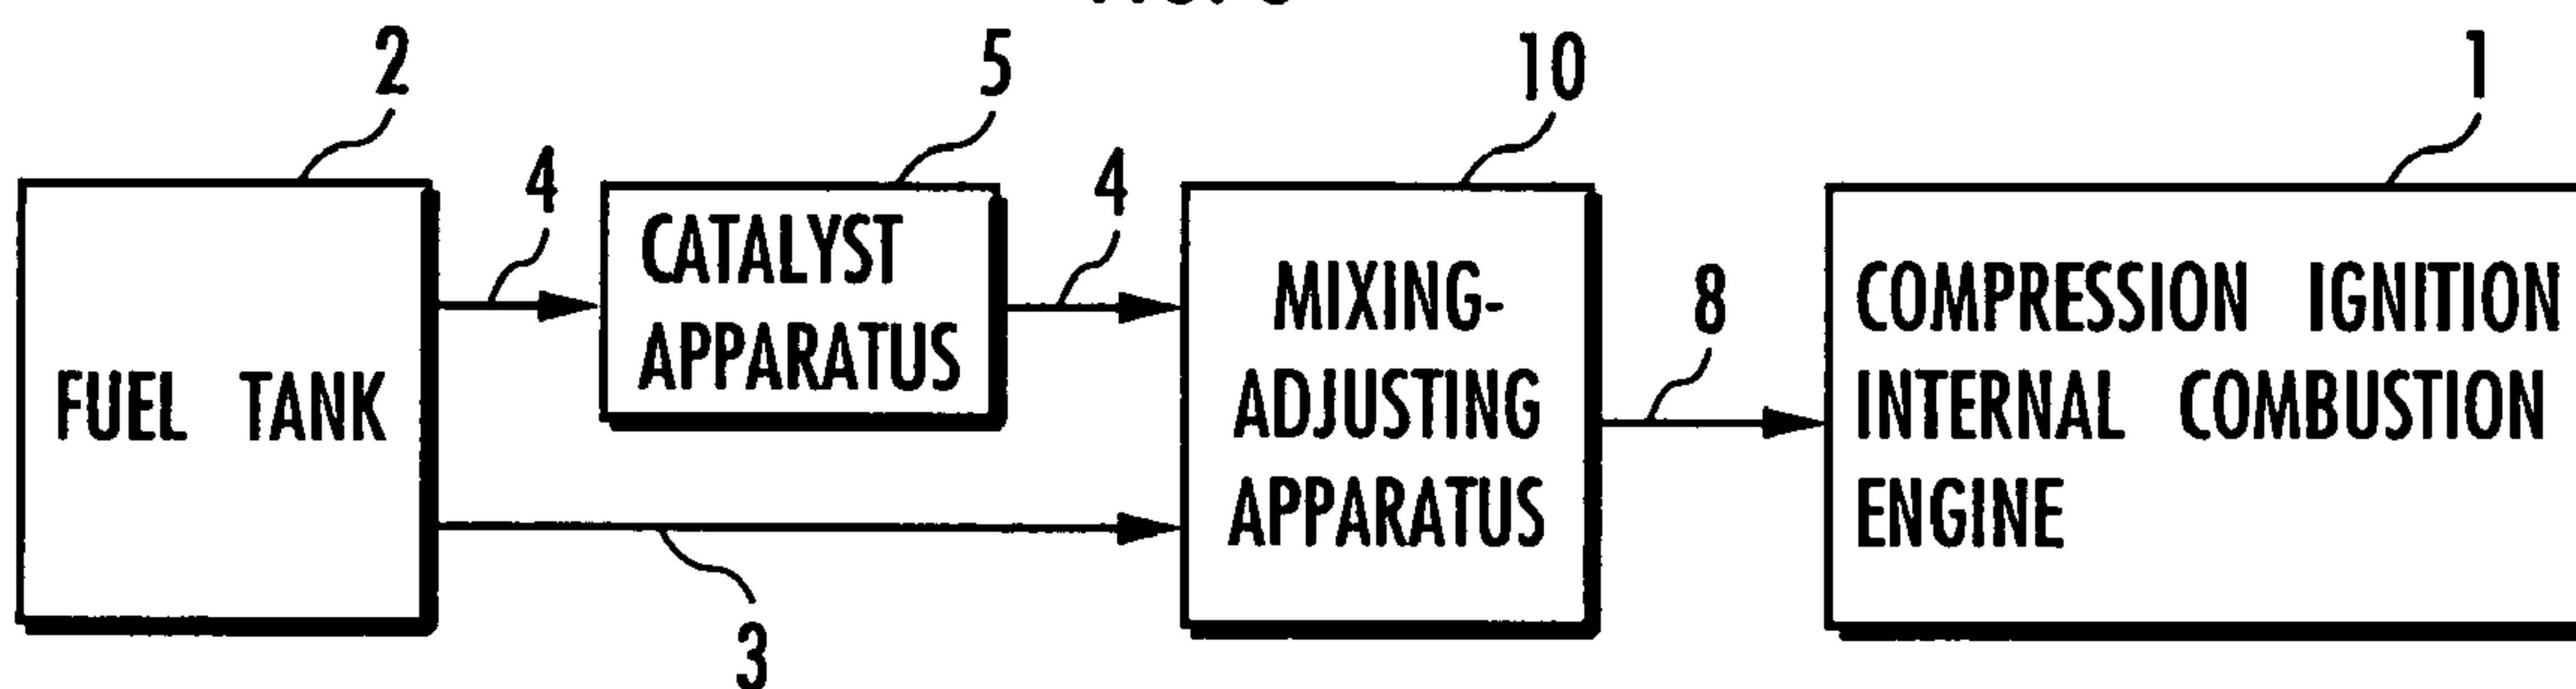 2
5
10
1
4
4
CATALYST
APPARATUS
FUEL TANK
MIXING-
ADJUSTING
APPARATUS
8
COMPRESSION IGNITION
INTERNAL COMBUSTION
ENGINE
3